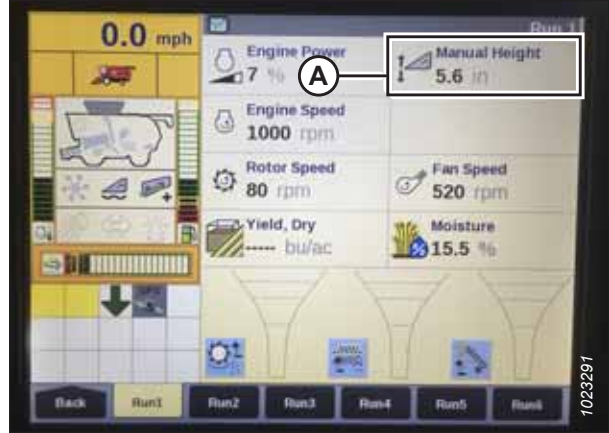 0.0 mph
Run 1
Engine Power
7 %
A
Manual Height
5.6 in
Engine Speed
1000 rpm
Rotor Speed
80 rpm
Fan Speed
520 rpm
Yield, Dry
----- bu/ac
Moisture
15.5 %
Back
Run1
Run2
Run3
Run4
Run5
Run6
1023291